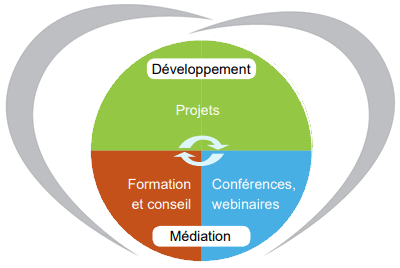 Développement
Projets
Formation
et conseil
Conférences,
webinaires
Médiation